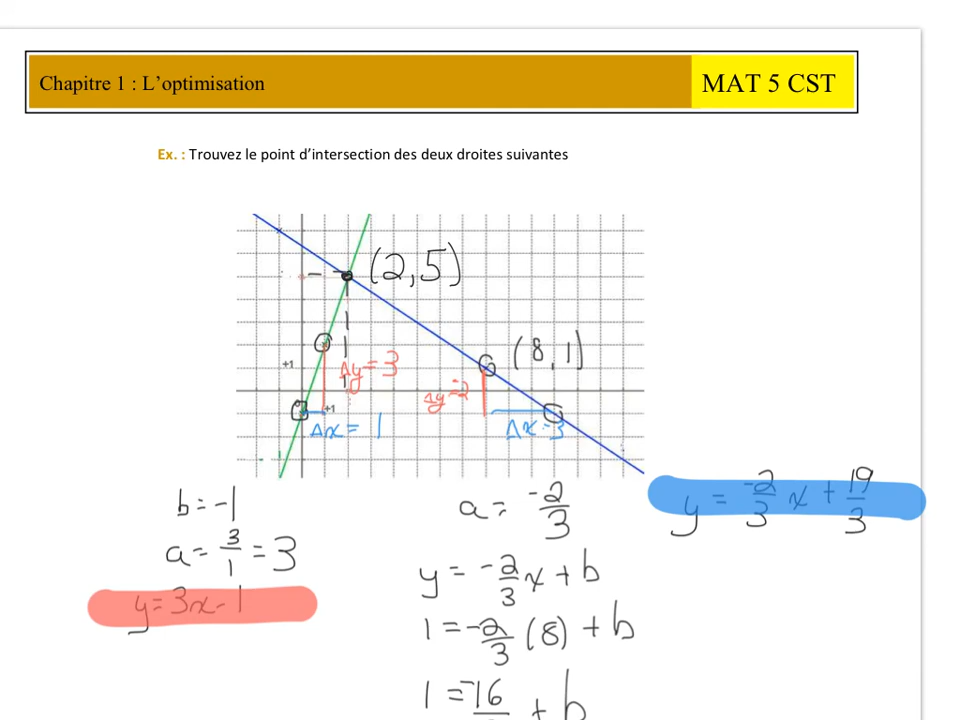 Chapitre 1 : L'optimisation
MAT 5 CST
Ex. : Trouvez le point d'intersection des deux droites suivantes
(2,5)
(8,1)
+1
Δy=3
Δy=-2
+1
Δx= 1
Δx=3
b=-1
a= 3/1 = 3
y=3x-1
a= -2/3
y= -2/3 x + b
1= -2/3 (8) + b
1 = -16 + b
y = -2/3 x + 19/3